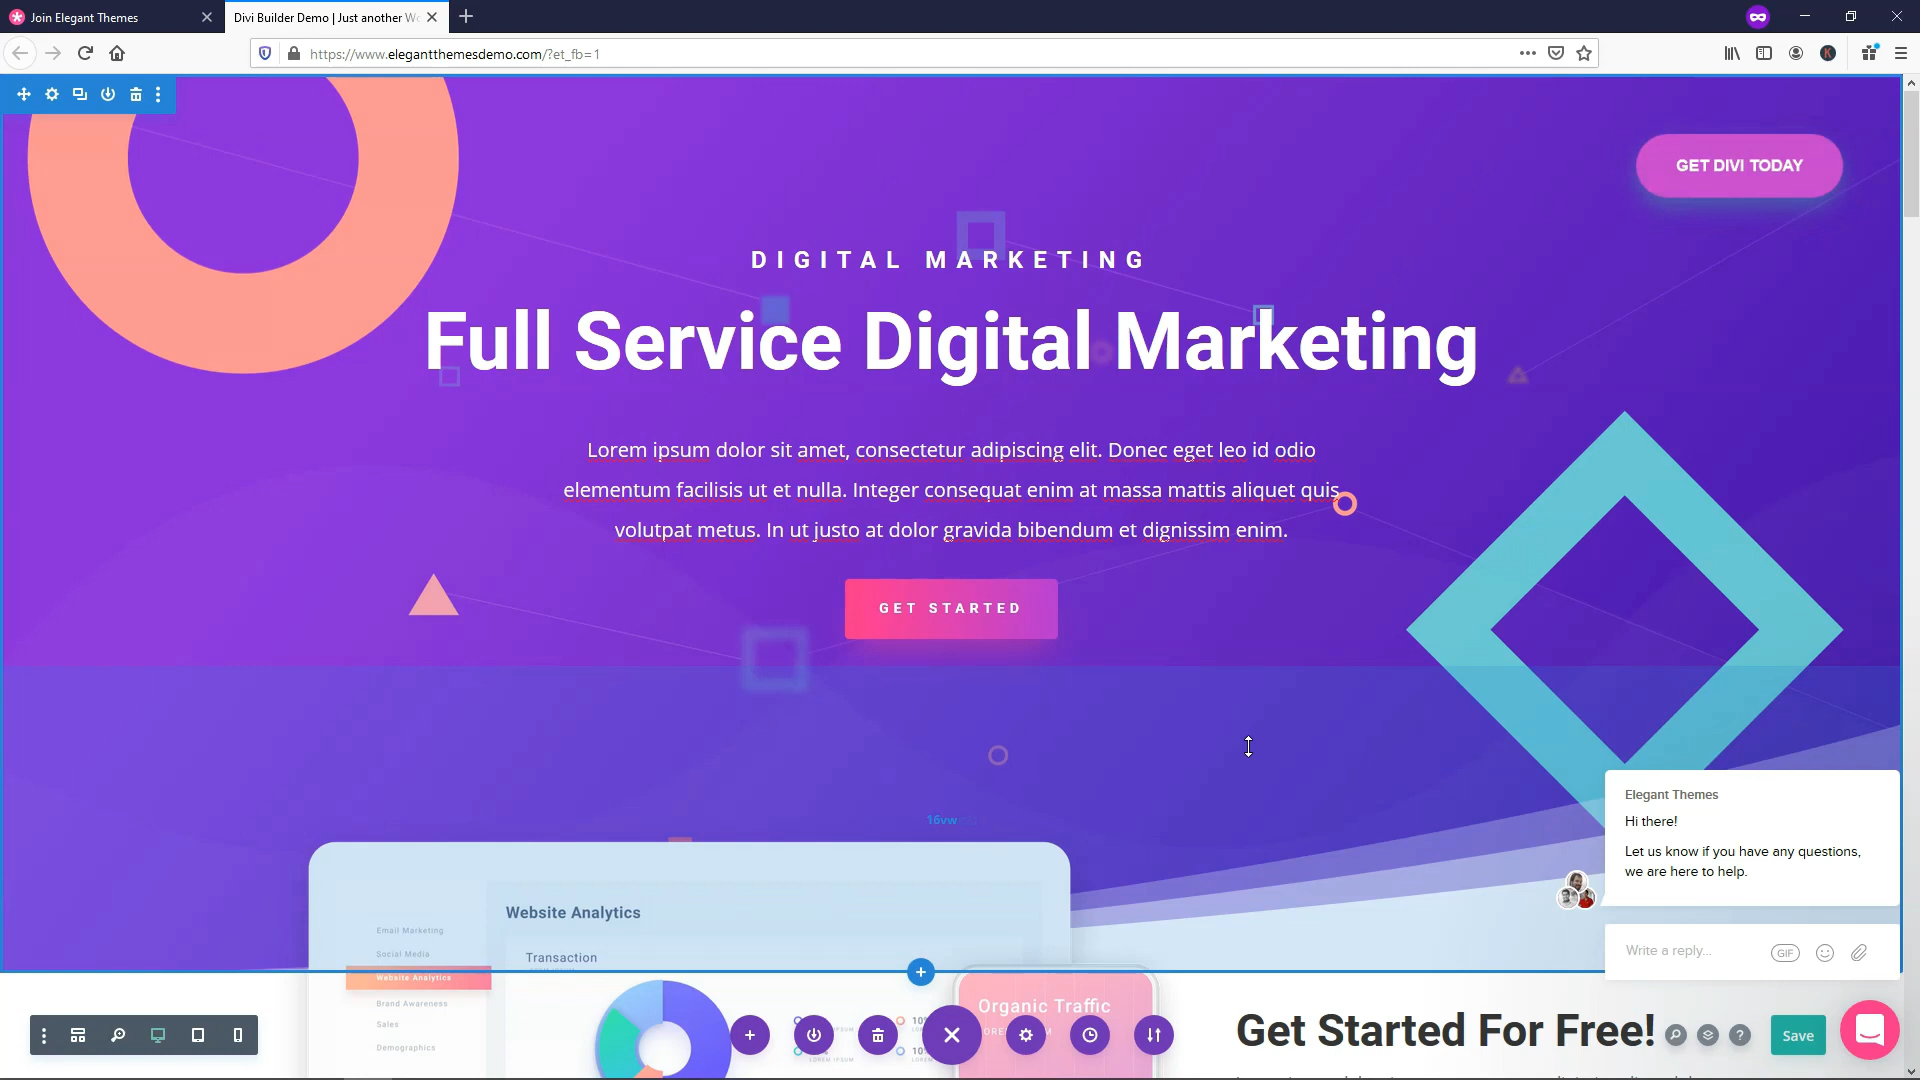 Join Elegant Themes
Divi Builder Demo | Just another Wo
https://www.elegantthemesdemo.com/?et_fb=1
GET DIVI TODAY
DIGITAL MARKETING
Full Service Digital Marketing
Lorem ipsum dolor sit amet, consectetur adipiscing elit. Donec eget leo id odio
elementum facilisis ut et nulla. Integer consequat enim at massa mattis aliquet quis
volutpat metus. In ut justo at dolor gravida bibendum et dignissim enim.
GET STARTED
16vw
Elegant Themes
Hi there!
Let us know if you have any questions,
we are here to help.
Write a reply...
GIF
Website Analytics
Transaction
Email Marketing
Social Media
Website Analytics
Brand Awareness
Sales
Demographics
Organic Traffic
LOREM IPSUM
Get Started For Free!
Save